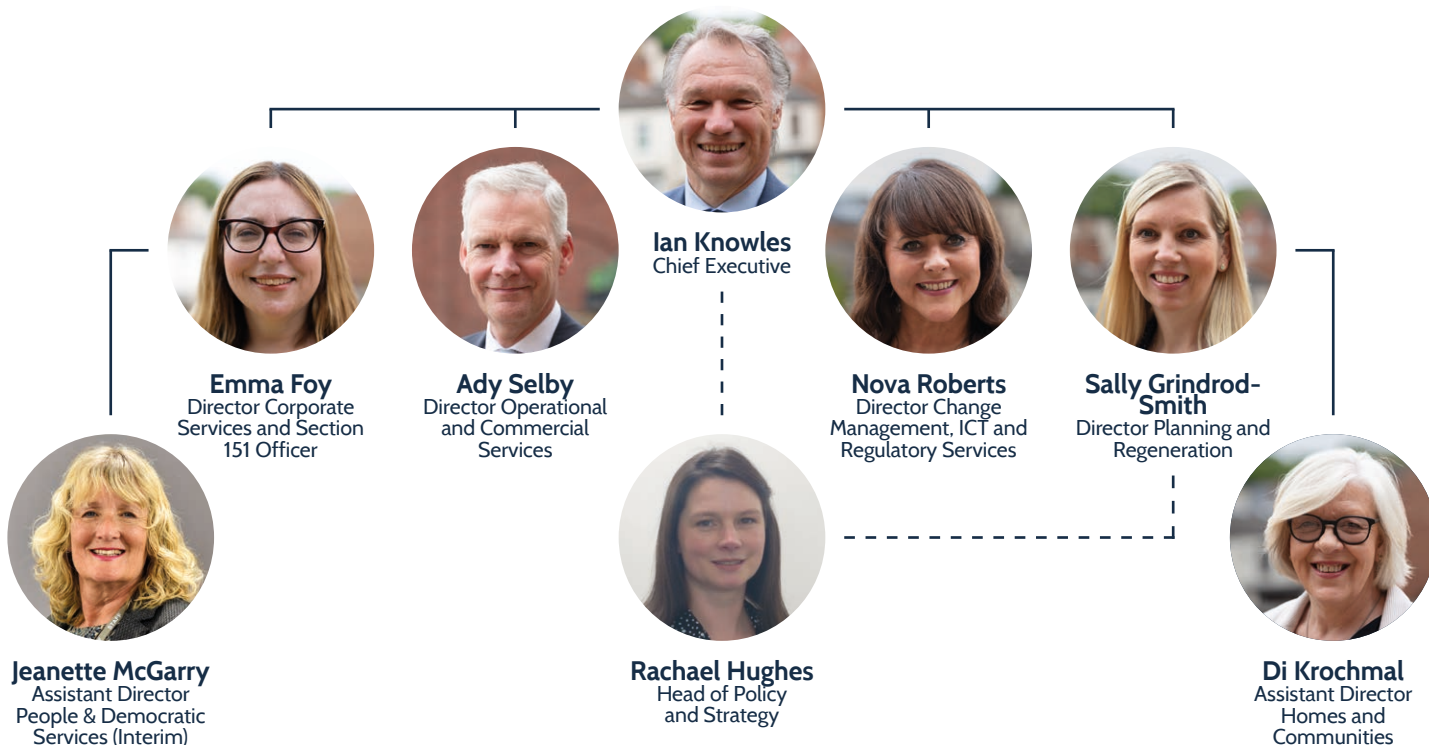 Ian Knowles
Chief Executive
Emma Foy
Director Corporate
Services and Section
151 Officer
Ady Selby
Director Operational
and Commercial
Services
Nova Roberts
Director Change
Management, ICT and
Regulatory Services
Sally Grindrod-
Smith
Director Planning and
Regeneration
Jeanette McGarry
Assistant Director
People & Democratic
Services (Interim)
Rachael Hughes
Head of Policy
and Strategy
Di Krochmal
Assistant Director
Homes and
Communities